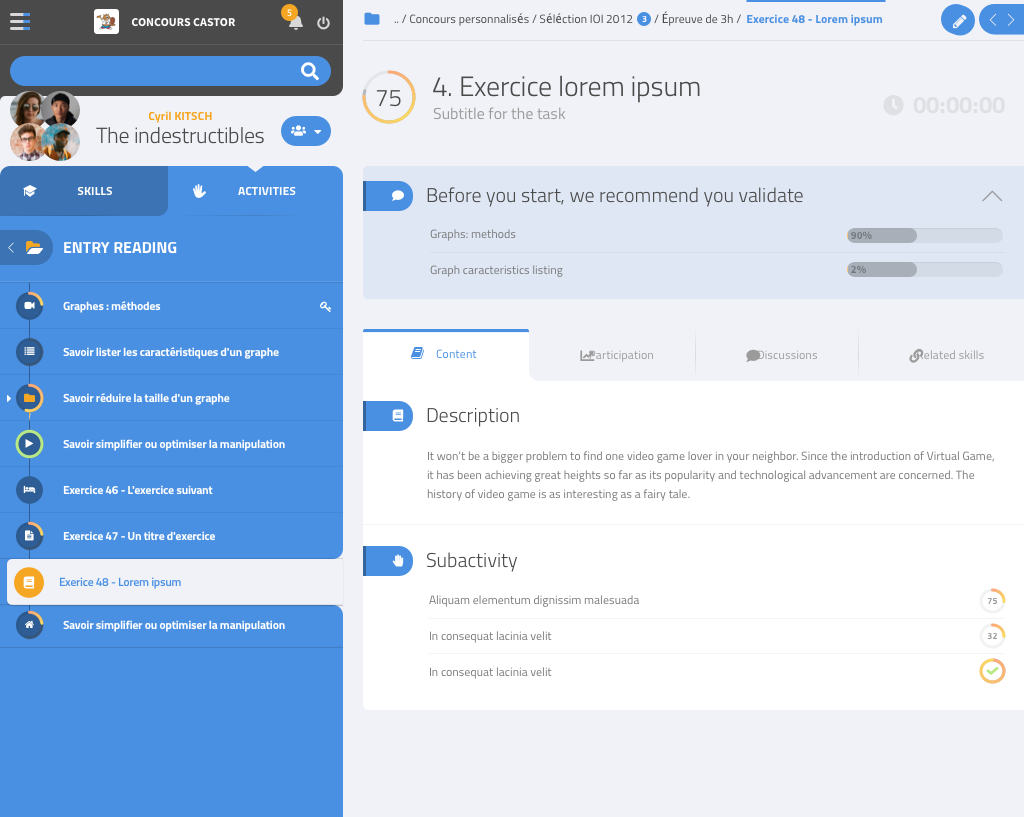 CONCOURS CASTOR
5
Cyril KITSCH
The indestructibles
SKILLS
ACTIVITIES
ENTRY READING
Graphes : méthodes
Savoir lister les caractéristiques d'un graphe
Savoir réduire la taille d'un graphe
Savoir simplifier ou optimiser la manipulation
Exercice 46 - L'exercice suivant
Exercice 47 - Un titre d'exercice
Exerice 48 - Lorem ipsum
Savoir simplifier ou optimiser la manipulation
.. / Concours personnalisés / Séléction IOI 2012 3 / Épreuve de 3h / Exercice 48 - Lorem ipsum
75
4. Exercice lorem ipsum
Subtitle for the task
00:00:00
Before you start, we recommend you validate
Graphs: methods
90%
Graph caracteristics listing
2%
Content
Participation
Discussions
Related skills
Description
It won't be a bigger problem to find one video game lover in your neighbor. Since the introduction of Virtual Game,
it has been achieving great heights so far as its popularity and technological advancement are concerned. The
history of video game is as interesting as a fairy tale.
Subactivity
Aliquam elementum dignissim malesuada
75
In consequat lacinia velit
32
In consequat lacinia velit